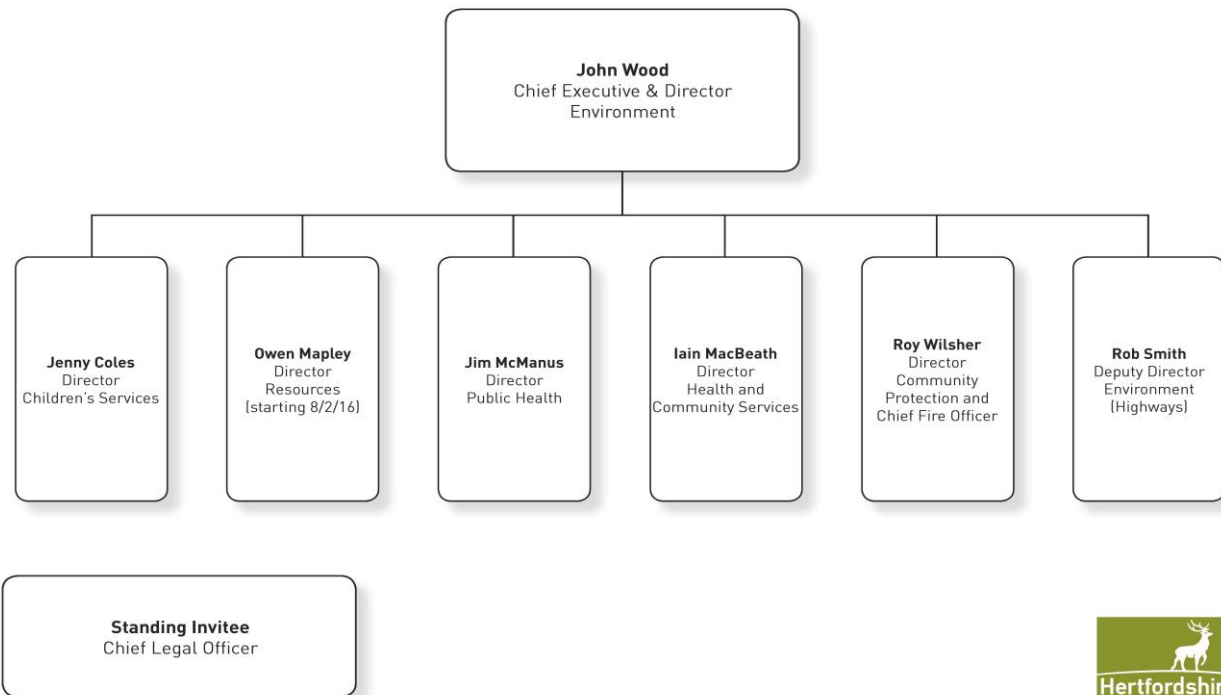 John Wood
Chief Executive & Director
Environment
Jenny Coles
Director
Children's Services
Owen Mapley
Director
Resources
(starting 8/2/16)
Jim McManus
Director
Public Health
Iain MacBeath
Director
Health and
Community Services
Roy Wilsher
Director
Community
Protection and
Chief Fire Officer
Rob Smith
Deputy Director
Environment
(Highways)
Standing Invitee
Chief Legal Officer